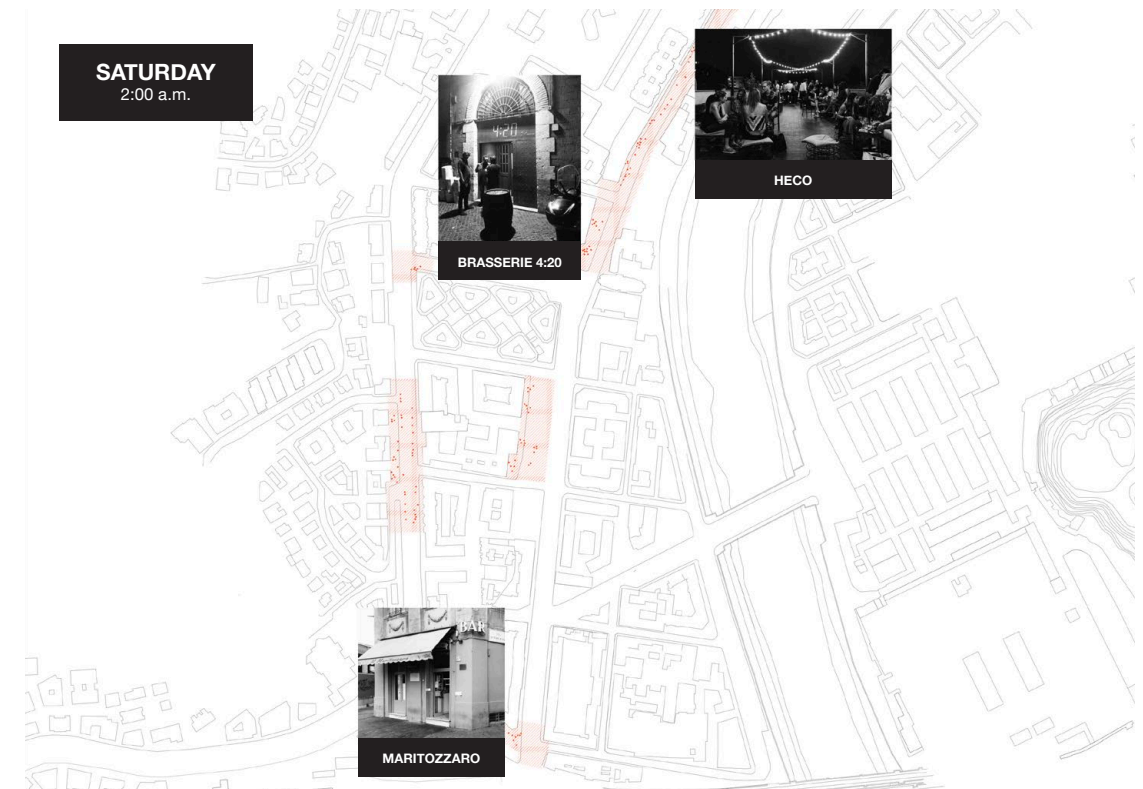 SATURDAY
2:00 a.m.
4:20
BRASSERIE 4:20
HECO
BAR
MARITOZZARO